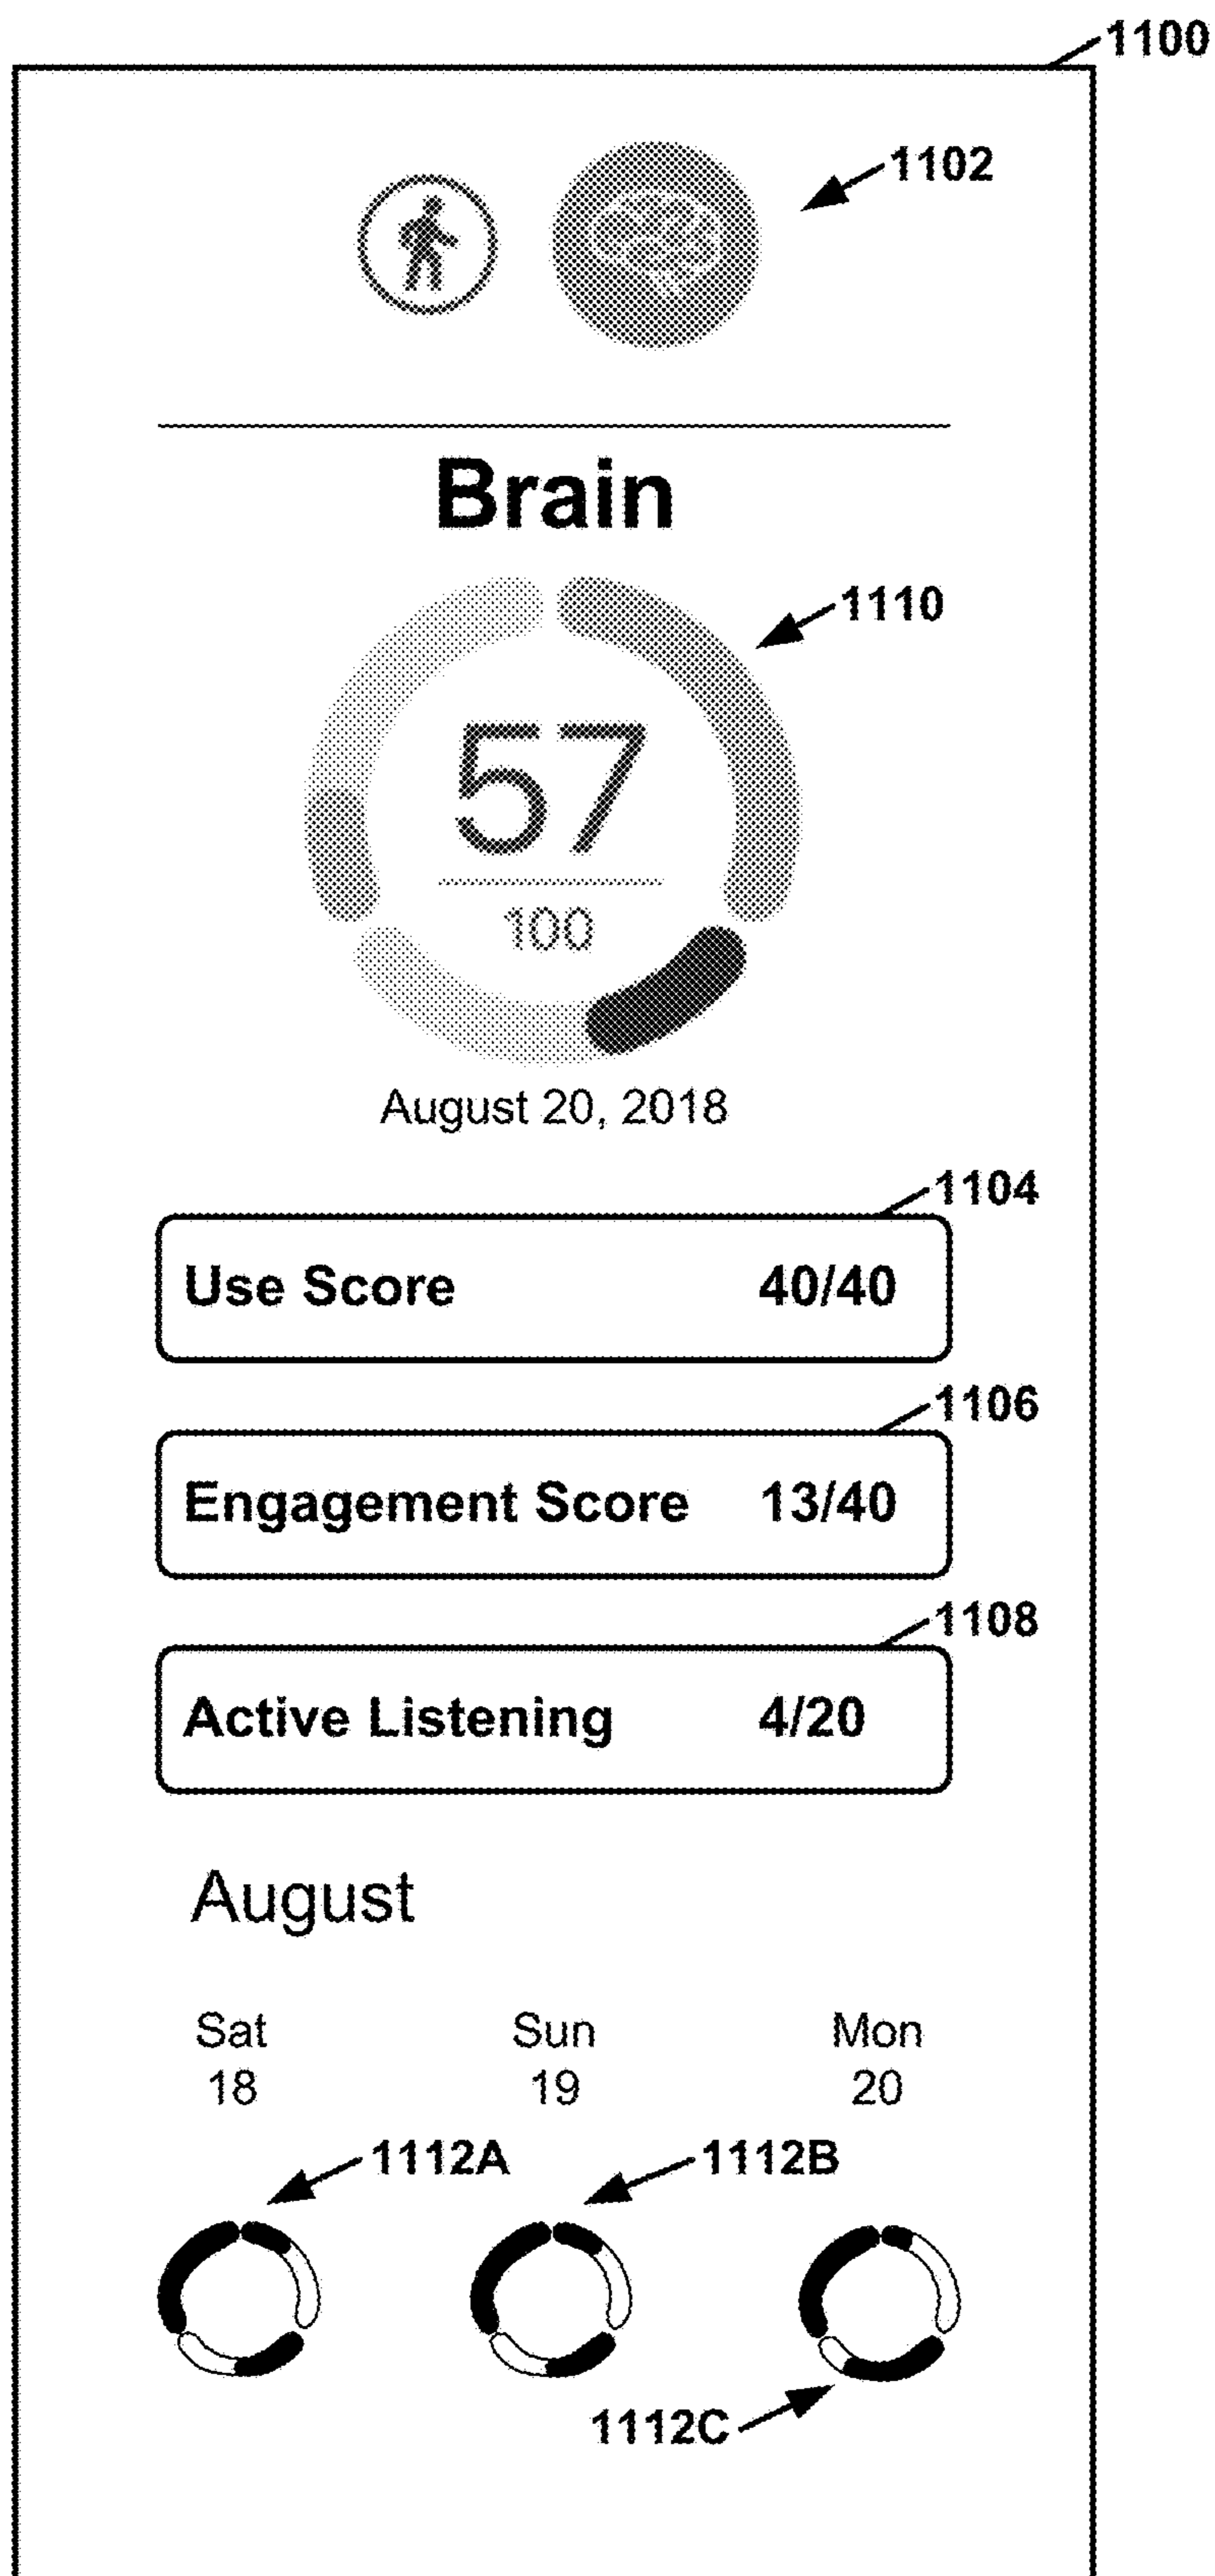 1100
1102
Brain
1110
57
100
August 20, 2018
1104
Use Score 40/40
1106
Engagement Score 13/40
1108
Active Listening 4/20
August
Sat Sun Mon
18 19 20
1112A 1112B
1112C